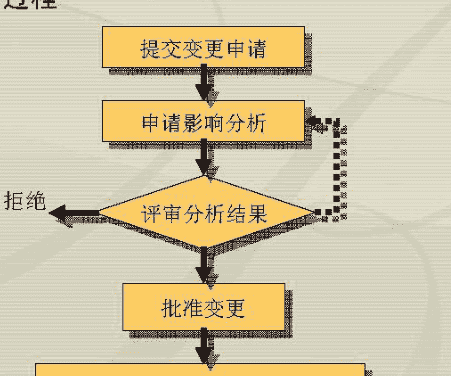 过程
提交变更申请
申请影响分析
拒绝
评审分析结果
批准变更